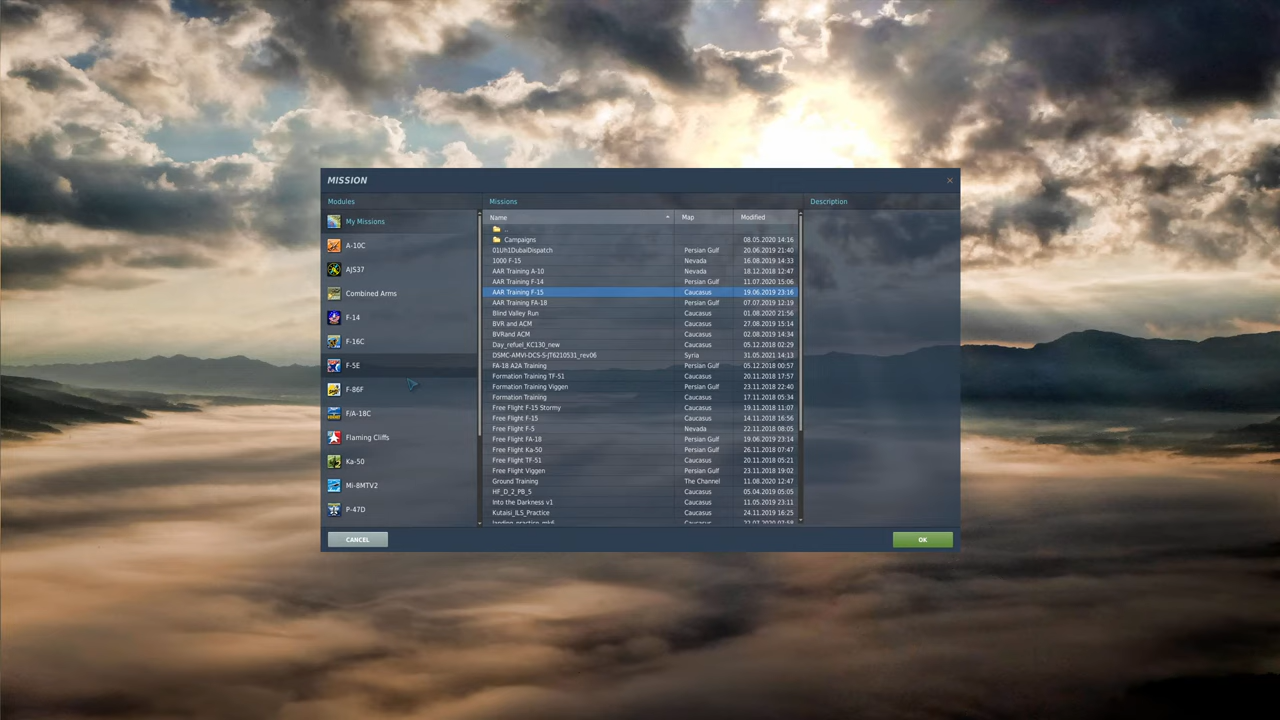 MISSION
Modules
Missions
Description
My Missions
A-10C
AJS37
Combined Arms
F-14
F-16C
F-5E
F-86F
F/A-18C
Flaming Cliffs
Ka-50
Mi-8MTV2
P-47D
Name Map Modified
..
Campaigns 08.05.2020 14:16
01Uh1DubaiDispatch Persian Gulf 20.06.2019 21:40
1000 F-15 Nevada 16.08.2019 14:33
AAR Training A-10 Nevada 18.12.2018 12:47
AAR Training F-14 Persian Gulf 11.07.2020 15:06
AAR Training F-15 Caucasus 19.06.2019 23:16
AAR Training FA-18 Persian Gulf 07.07.2019 12:19
Blind Valley Run Caucasus 01.08.2020 21:56
BVR and ACM Caucasus 27.08.2019 15:14
BVRand ACM Caucasus 02.08.2019 14:34
Day_refuel_KC130_new Caucasus 05.12.2018 02:29
DSMC-AMVI-DCS-S-JT6210531_rev06 Syria 31.05.2021 14:13
FA-18 A2A Training Persian Gulf 05.12.2018 00:57
Formation Training TF-51 Caucasus 20.11.2018 17:57
Formation Training Viggen Caucasus 23.11.2018 22:40
Formation Training Caucasus 17.11.2018 05:34
Free Flight F-15 Stormy Caucasus 19.11.2018 11:07
Free Flight F-15 Caucasus 14.11.2018 16:56
Free Flight F-5 Nevada 22.11.2018 08:05
Free Flight FA-18 Persian Gulf 19.06.2019 23:14
Free Flight Ka-50 Persian Gulf 26.11.2018 07:47
Free Flight TF-51 Caucasus 20.11.2018 05:21
Free Flight Viggen Persian Gulf 23.11.2018 19:02
Ground Training The Channel 11.08.2020 12:47
HF_D_2_PB_5 Caucasus 05.04.2019 05:05
Into the Darkness v1 Caucasus 11.05.2019 23:11
Kutaisi_ILS_Practice Caucasus 24.11.2019 16:25
CANCEL
OK